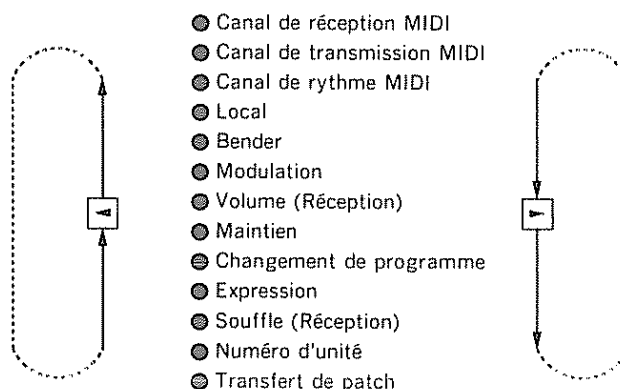 Canal de réception MIDI
Canal de transmission MIDI
Canal de rythme MIDI
Local
Bender
Modulation
Volume (Réception)
Maintien
Changement de programme
Expression
Souffle (Réception)
Numéro d'unité
Transfert de patch